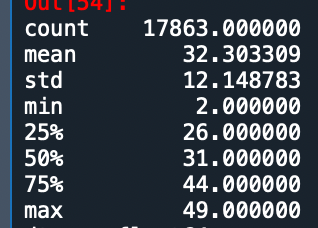 Out[54]:
count 17863.000000
mean 32.303309
std 12.148783
min 2.000000
25% 26.000000
50% 31.000000
75% 44.000000
max 49.000000